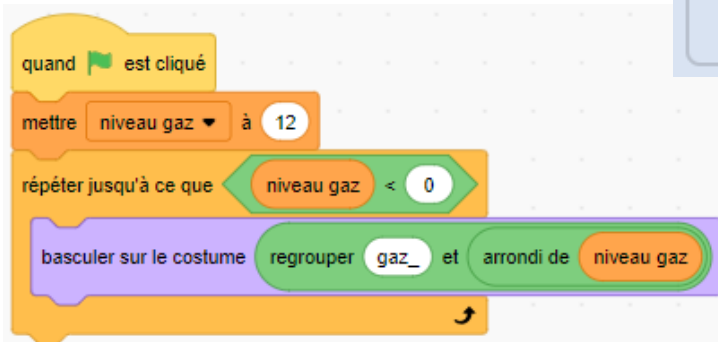 quand est cliqué
mettre niveau gaz à 12
répéter jusqu'à ce que niveau gaz < 0
basculer sur le costume regrouper gaz_ et arrondi de niveau gaz